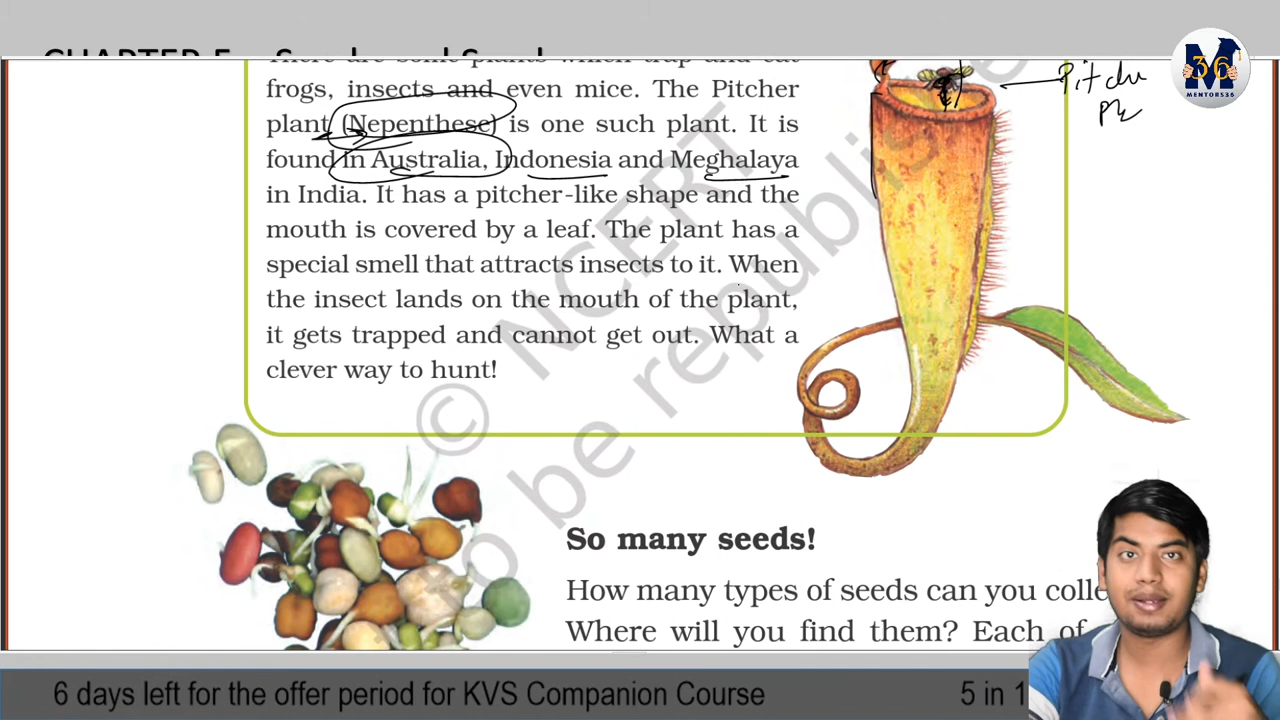 frogs, insects and even mice. The Pitcher
plant (Nepenthese) is one such plant. It is
found in Australia, Indonesia and Meghalaya
in India. It has a pitcher-like shape and the
mouth is covered by a leaf. The plant has a
special smell that attracts insects to it. When
the insect lands on the mouth of the plant,
it gets trapped and cannot get out. What a
clever way to hunt!
M
36
MENTORS36
© NCERT
So many seeds!
How many types of seeds can you
Where will you find them? Each of
6 days left for the offer period for KVS Companion Course
5 in 1